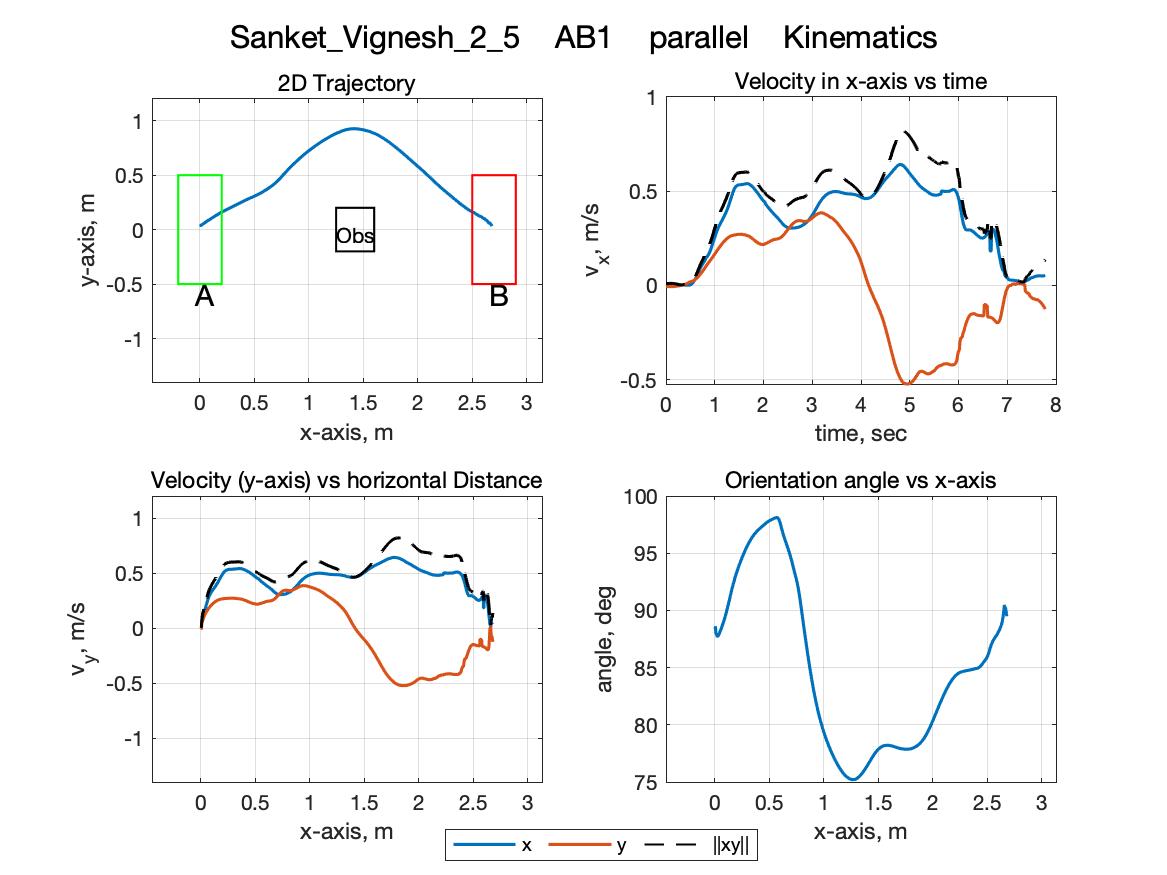 Sanket_Vignesh_2_5 AB1 parallel Kinematics
2D Trajectory
1
0.5
0
-0.5
-1
y-axis, m
A
Obs
B
0 0.5 1 1.5 2 2.5 3
x-axis, m
Velocity in x-axis vs time
1
0.5
0
-0.5
v_x, m/s
0 1 2 3 4 5 6 7 8
time, sec
Velocity (y-axis) vs horizontal Distance
1
0.5
0
-0.5
-1
v_y, m/s
0 0.5 1 1.5 2 2.5 3
x-axis, m
Orientation angle vs x-axis
100
95
90
85
80
75
angle, deg
0 0.5 1 1.5 2 2.5 3
x-axis, m
x y ||xy||